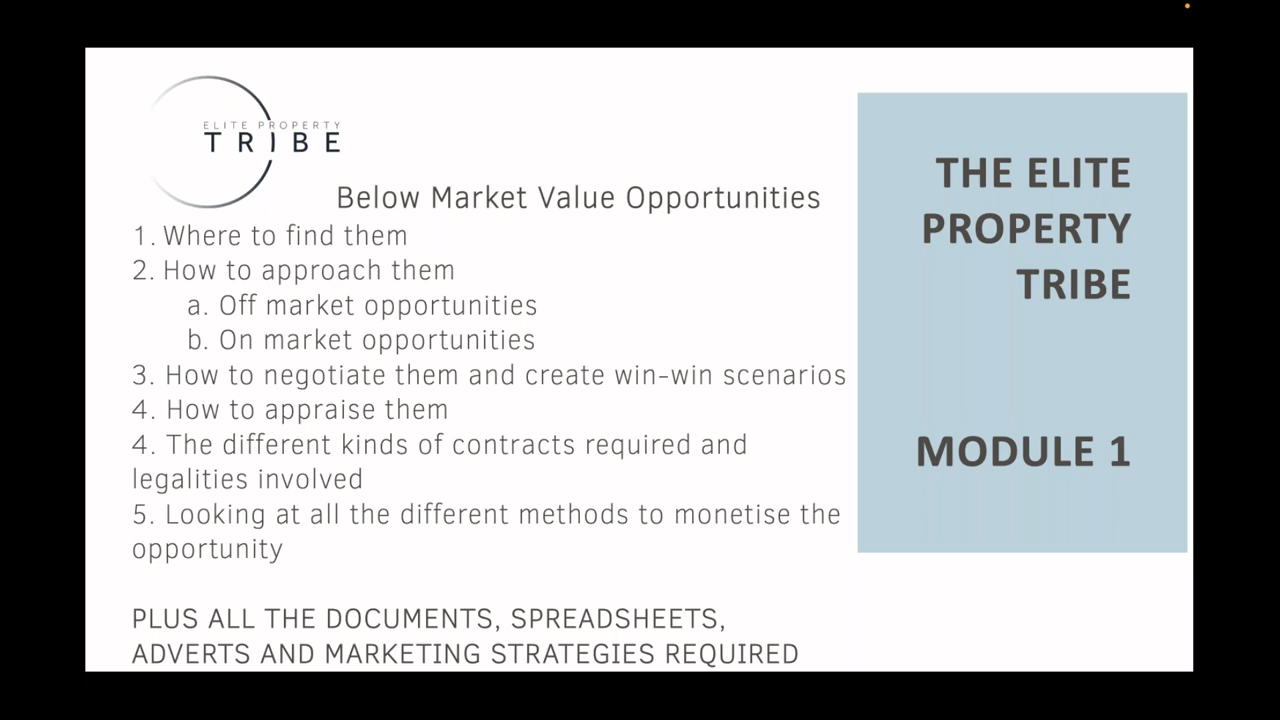 ELITE PROPERTY
TRIBE
Below Market Value Opportunities
1. Where to find them
2. How to approach them
a. Off market opportunities
b. On market opportunities
3. How to negotiate them and create win-win scenarios
4. How to appraise them
4. The different kinds of contracts required and
legalities involved
5. Looking at all the different methods to monetise the
opportunity
PLUS ALL THE DOCUMENTS, SPREADSHEETS,
ADVERTS AND MARKETING STRATEGIES REQUIRED
THE ELITE
PROPERTY
TRIBE
MODULE 1